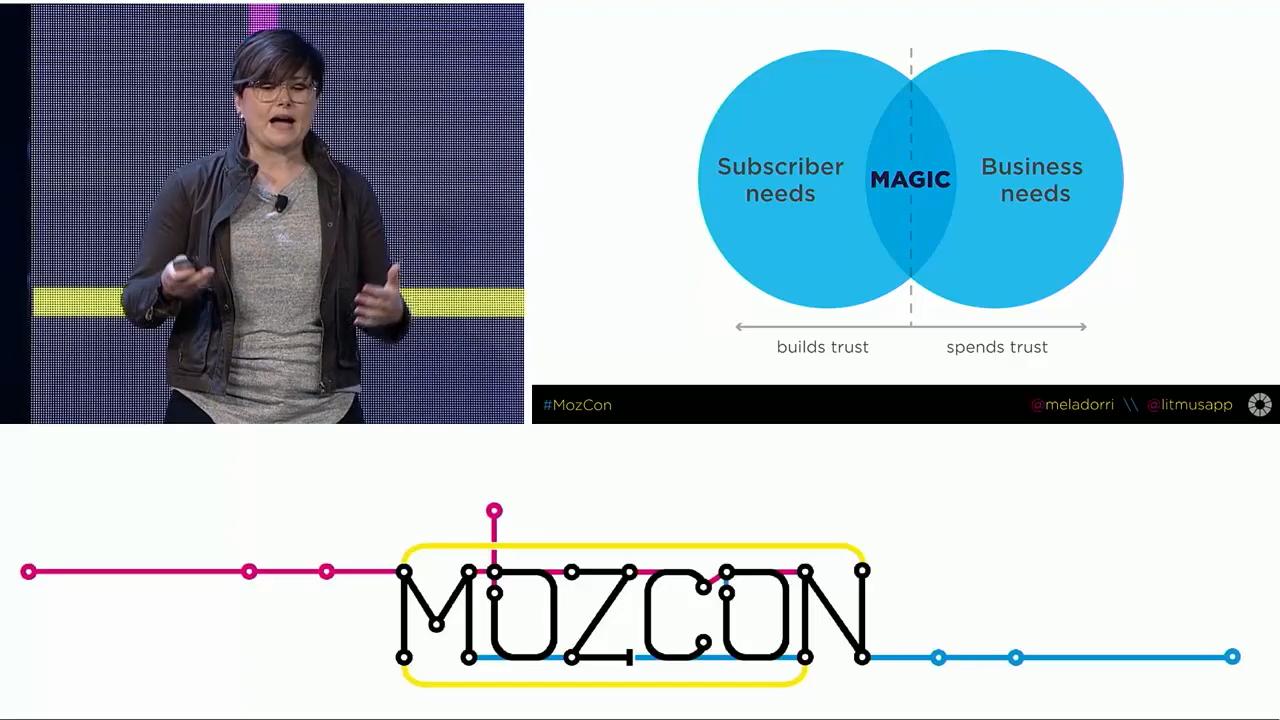 Subscriber
needs
MAGIC
Business
needs
builds trust
spends trust
#MozCon
@meladorri \\ @litmusapp
MOZCON